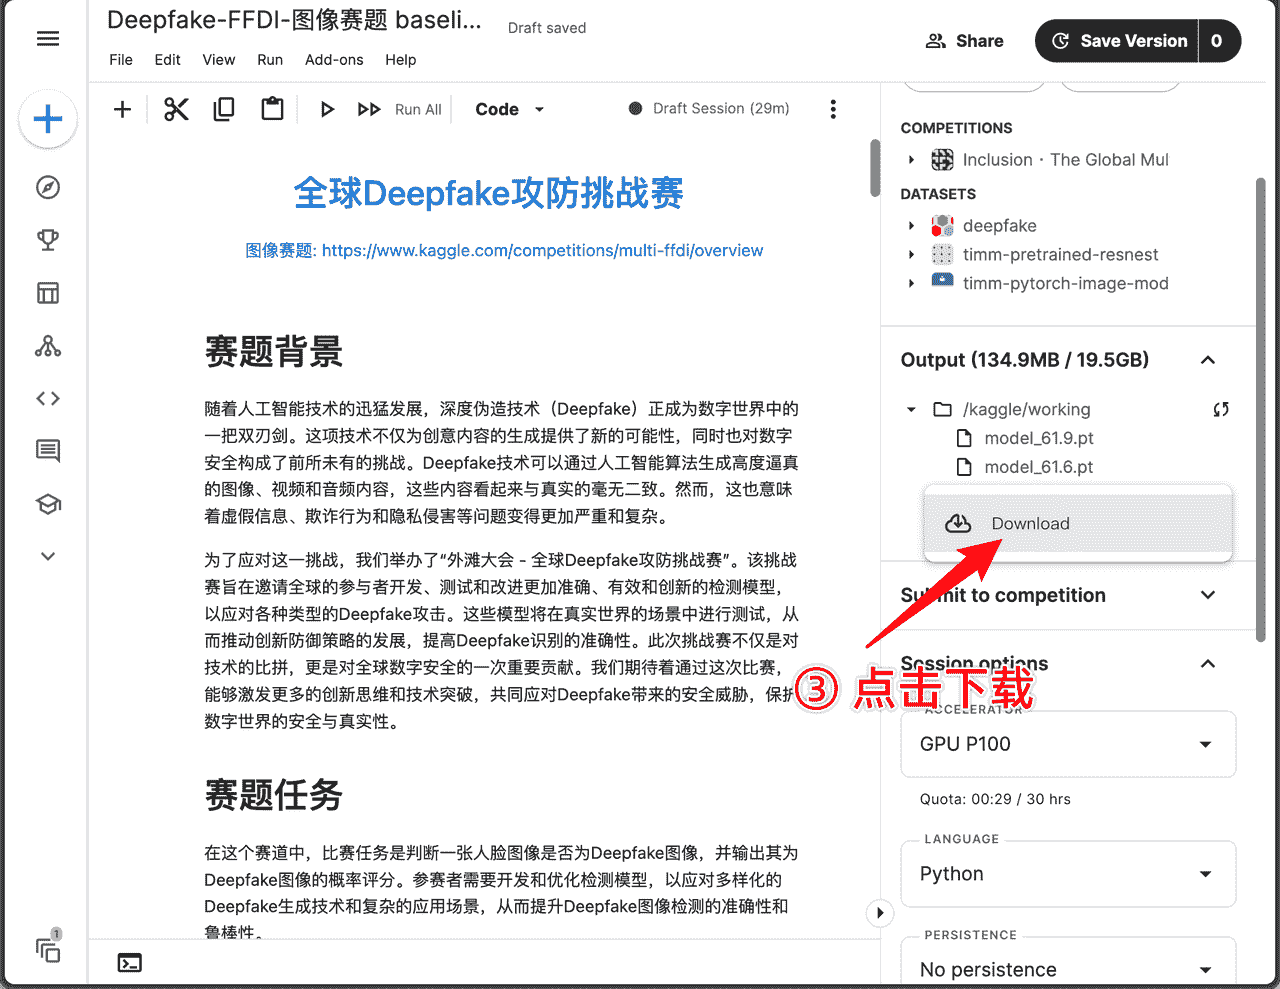 Deepfake-FFDI-图像赛题 baseli...
Draft saved
Share
Save Version
0
File
Edit
View
Run
Add-ons
Help
Run All
Code
Draft Session (29m)
全球Deepfake攻防挑战赛
图像赛题: https://www.kaggle.com/competitions/multi-ffdi/overview
赛题背景
随着人工智能技术的迅猛发展，深度伪造技术（Deepfake）正成为数字世界中的
一把双刃剑。这项技术不仅为创意内容的生成提供了新的可能性，同时也对数字
安全构成了前所未有的挑战。Deepfake技术可以通过人工智能算法生成高度逼真
的图像、视频和音频内容，这些内容看起来与真实的毫无二致。然而，这也意味
着虚假信息、欺诈行为和隐私侵害等问题变得更加严重和复杂。
为了应对这一挑战，我们举办了“外滩大会 - 全球Deepfake攻防挑战赛”。该挑战
赛旨在邀请全球的参与者开发、测试和改进更加准确、有效和创新的检测模型，
以应对各种类型的Deepfake攻击。这些模型将在真实世界的场景中进行测试，从
而推动创新防御策略的发展，提高Deepfake识别的准确性。此次挑战赛不仅是对
技术的比拼，更是对全球数字安全的一次重要贡献。我们期待着通过这次比赛，
能够激发更多的创新思维和技术突破，共同应对Deepfake带来的安全威胁，保护
数字世界的安全与真实性。
赛题任务
在这个赛道中，比赛任务是判断一张人脸图像是否为Deepfake图像，并输出其为
Deepfake图像的概率评分。参赛者需要开发和优化检测模型，以应对多样化的
Deepfake生成技术和复杂的应用场景，从而提升Deepfake图像检测的准确性和
鲁棒性。
1
COMPETITIONS
Inclusion · The Global Mul
DATASETS
deepfake
timm-pretrained-resnest
timm-pytorch-image-mod
Output (134.9MB / 19.5GB)
/kaggle/working
model_61.9.pt
model_61.6.pt
Download
Submit to competition
Session options
③ 点击下载
ACCELERATOR
GPU P100
Quota: 00:29 / 30 hrs
LANGUAGE
Python
PERSISTENCE
No persistence